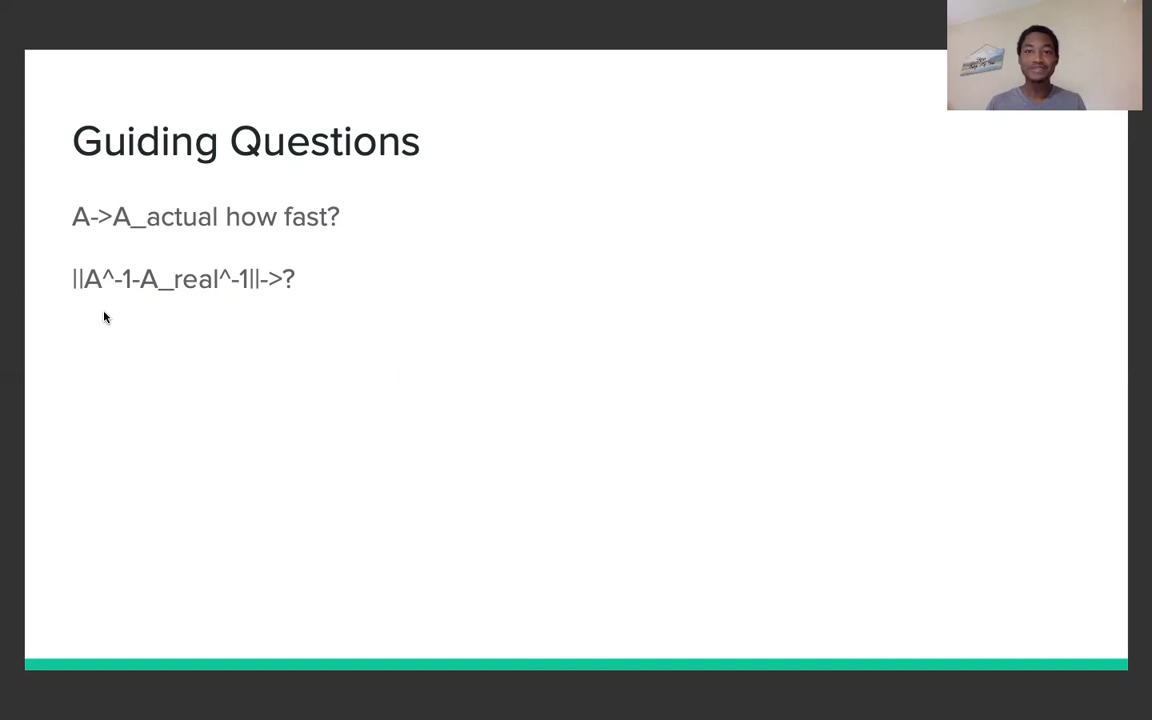 Guiding Questions
A->A_actual how fast?
||A^-1-A_real^-1||->?